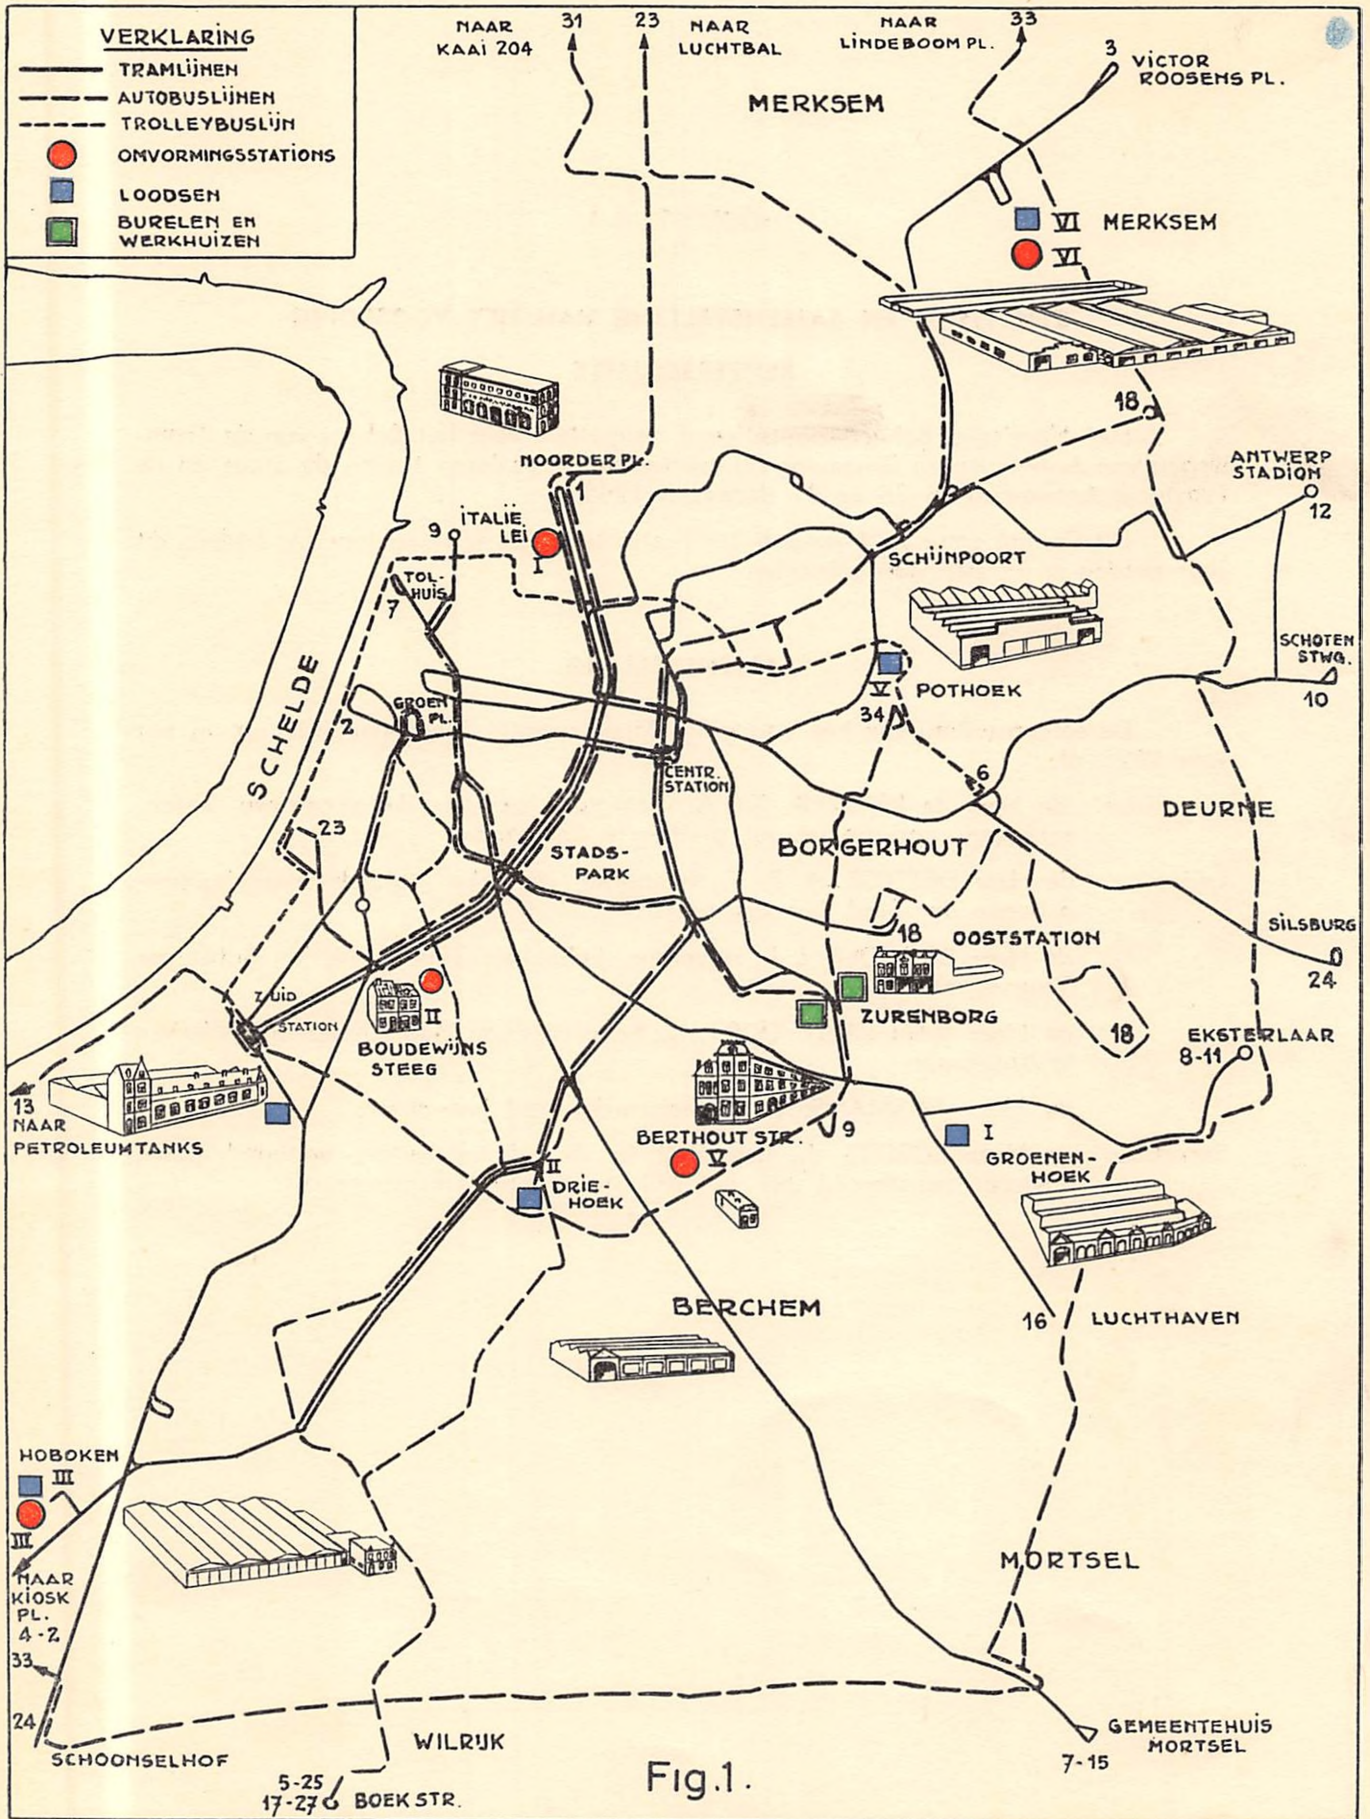 VERKLARING
TRAMLIJNEN
AUTOBUSLIJNEN
TROLLEYBUSLIJN
OMVORMINGSSTATIONS
LOODSEN
BURELEN EN
WERKHUIZEN
NAAR
KAAI 204
31
23
NAAR
LUCHTBAL
NAAR
LINDEBOOM PL.
33
3
VICTOR
ROOSENS PL.
MERKSEM
VI
MERKSEM
VI
18
NOORDER PL.
1
ANTWERP
STADION
12
9
ITALIE
LEI
I
SCHIJNPOORT
TOL-
HUIS
7
SCHOTEN
STWG.
10
V
POTHOEK
34
SCHELDE
2
GROEN
PL.
CENTR.
STATION
6
DEURNE
23
STADS-
PARK
BORGERHOUT
18
OOSTSTATION
SILSBURG
24
ZUID
STATION
II
BOUDEWIJNS
STEEG
ZURENBORG
18
EKSTERLAAR
8-11
13
NAAR
PETROLEUMTANKS
BERTHOUT STR.
V
9
I
GROENEN-
HOEK
II
DRIE-
HOEK
BERCHEM
16
LUCHTHAVEN
HOBOKEN
III
III
NAAR
KIOSK
PL.
4-2
33
24
SCHOONSELHOF
MORTSEL
WILRIJK
GEMEENTEHUIS
MORTSEL
7-15
5-25
17-27
BOEK STR.
Fig.1.